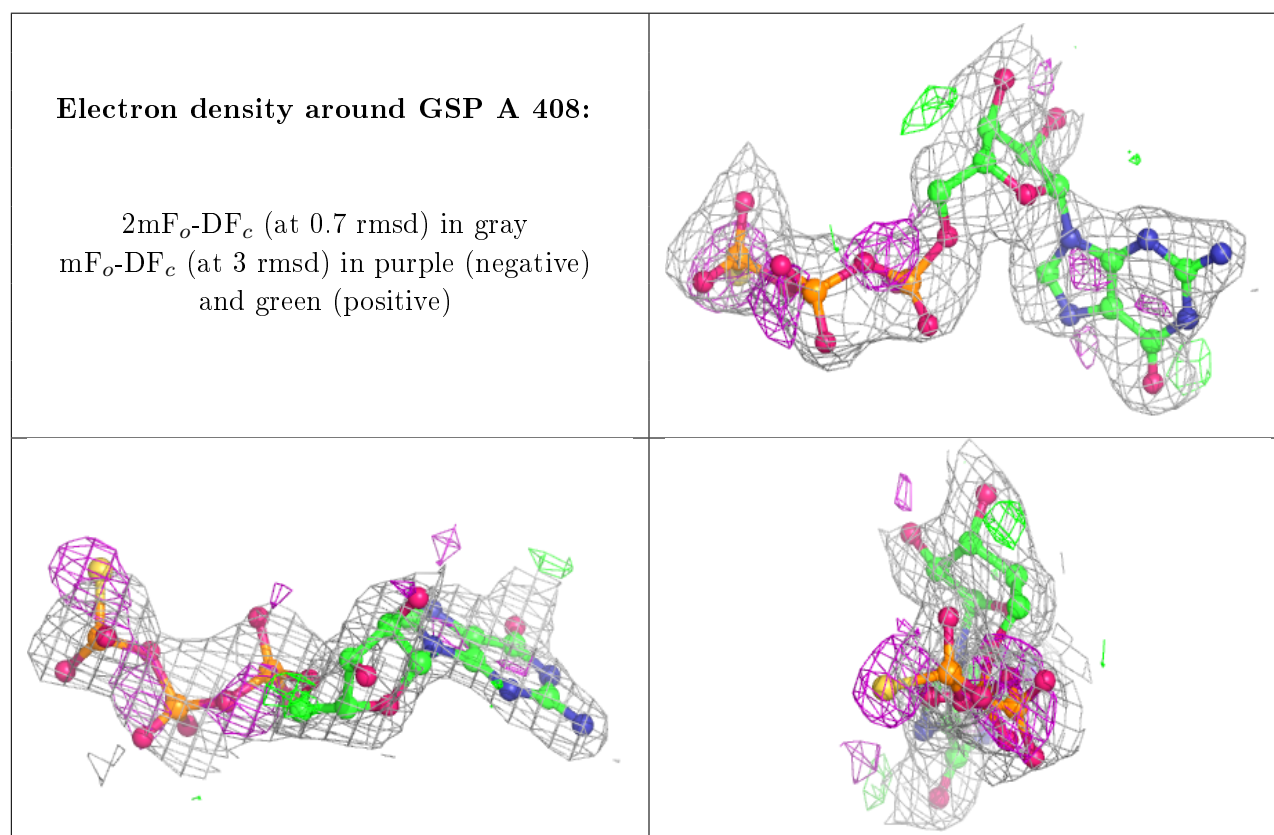 Electron density around GSP A 408:
2mFₒ-DF𝒸 (at 0.7 rmsd) in gray
mFₒ-DF𝒸 (at 3 rmsd) in purple (negative)
and green (positive)